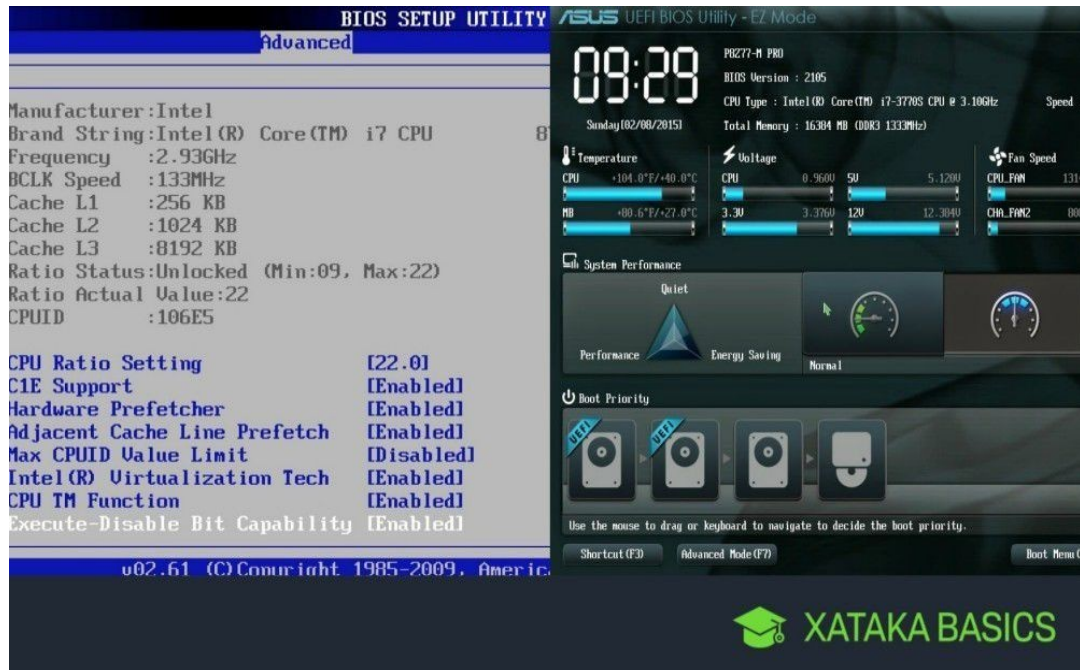 BIOS SETUP UTILITY
Advanced
Manufacturer:Intel
Brand String:Intel(R) Core(TM) i7 CPU
Frequency :2.93GHz
BCLK Speed :133MHz
Cache L1 :256 KB
Cache L2 :1024 KB
Cache L3 :8192 KB
Ratio Status:Unlocked (Min:09, Max:22)
Ratio Actual Value:22
CPUID :106E5
CPU Ratio Setting [22.0]
C1E Support [Enabled]
Hardware Prefetcher [Enabled]
Adjacent Cache Line Prefetch [Enabled]
Max CPUID Value Limit [Disabled]
Intel(R) Virtualization Tech [Enabled]
CPU TM Function [Enabled]
Execute-Disable Bit Capability [Enabled]
v02.61 (C)Copyright 1985-2009, Americ
ASUS UEFI BIOS Utility - EZ Mode
09:29
Sunday[02/08/2015]
P8Z77-M PRO
BIOS Version : 2105
CPU Type : Intel(R) Core(TM) i7-3770S CPU @ 3.10GHz Speed
Total Memory : 16384 MB (DDR3 1333MHz)
Temperature
CPU +104.0°F/+40.0°C
MB +80.6°F/+27.0°C
Voltage
CPU 0.960V 5V 5.120V
3.3V 3.376V 12V 12.384V
Fan Speed
CPU_FAN 131
CHA_FAN2 80
System Performance
Quiet
Performance Energy Saving
Normal
Boot Priority
UEFI UEFI
Use the mouse to drag or keyboard to navigate to decide the boot priority.
Shortcut(F3) Advanced Mode(F7) Boot Menu(
XATAKA BASICS